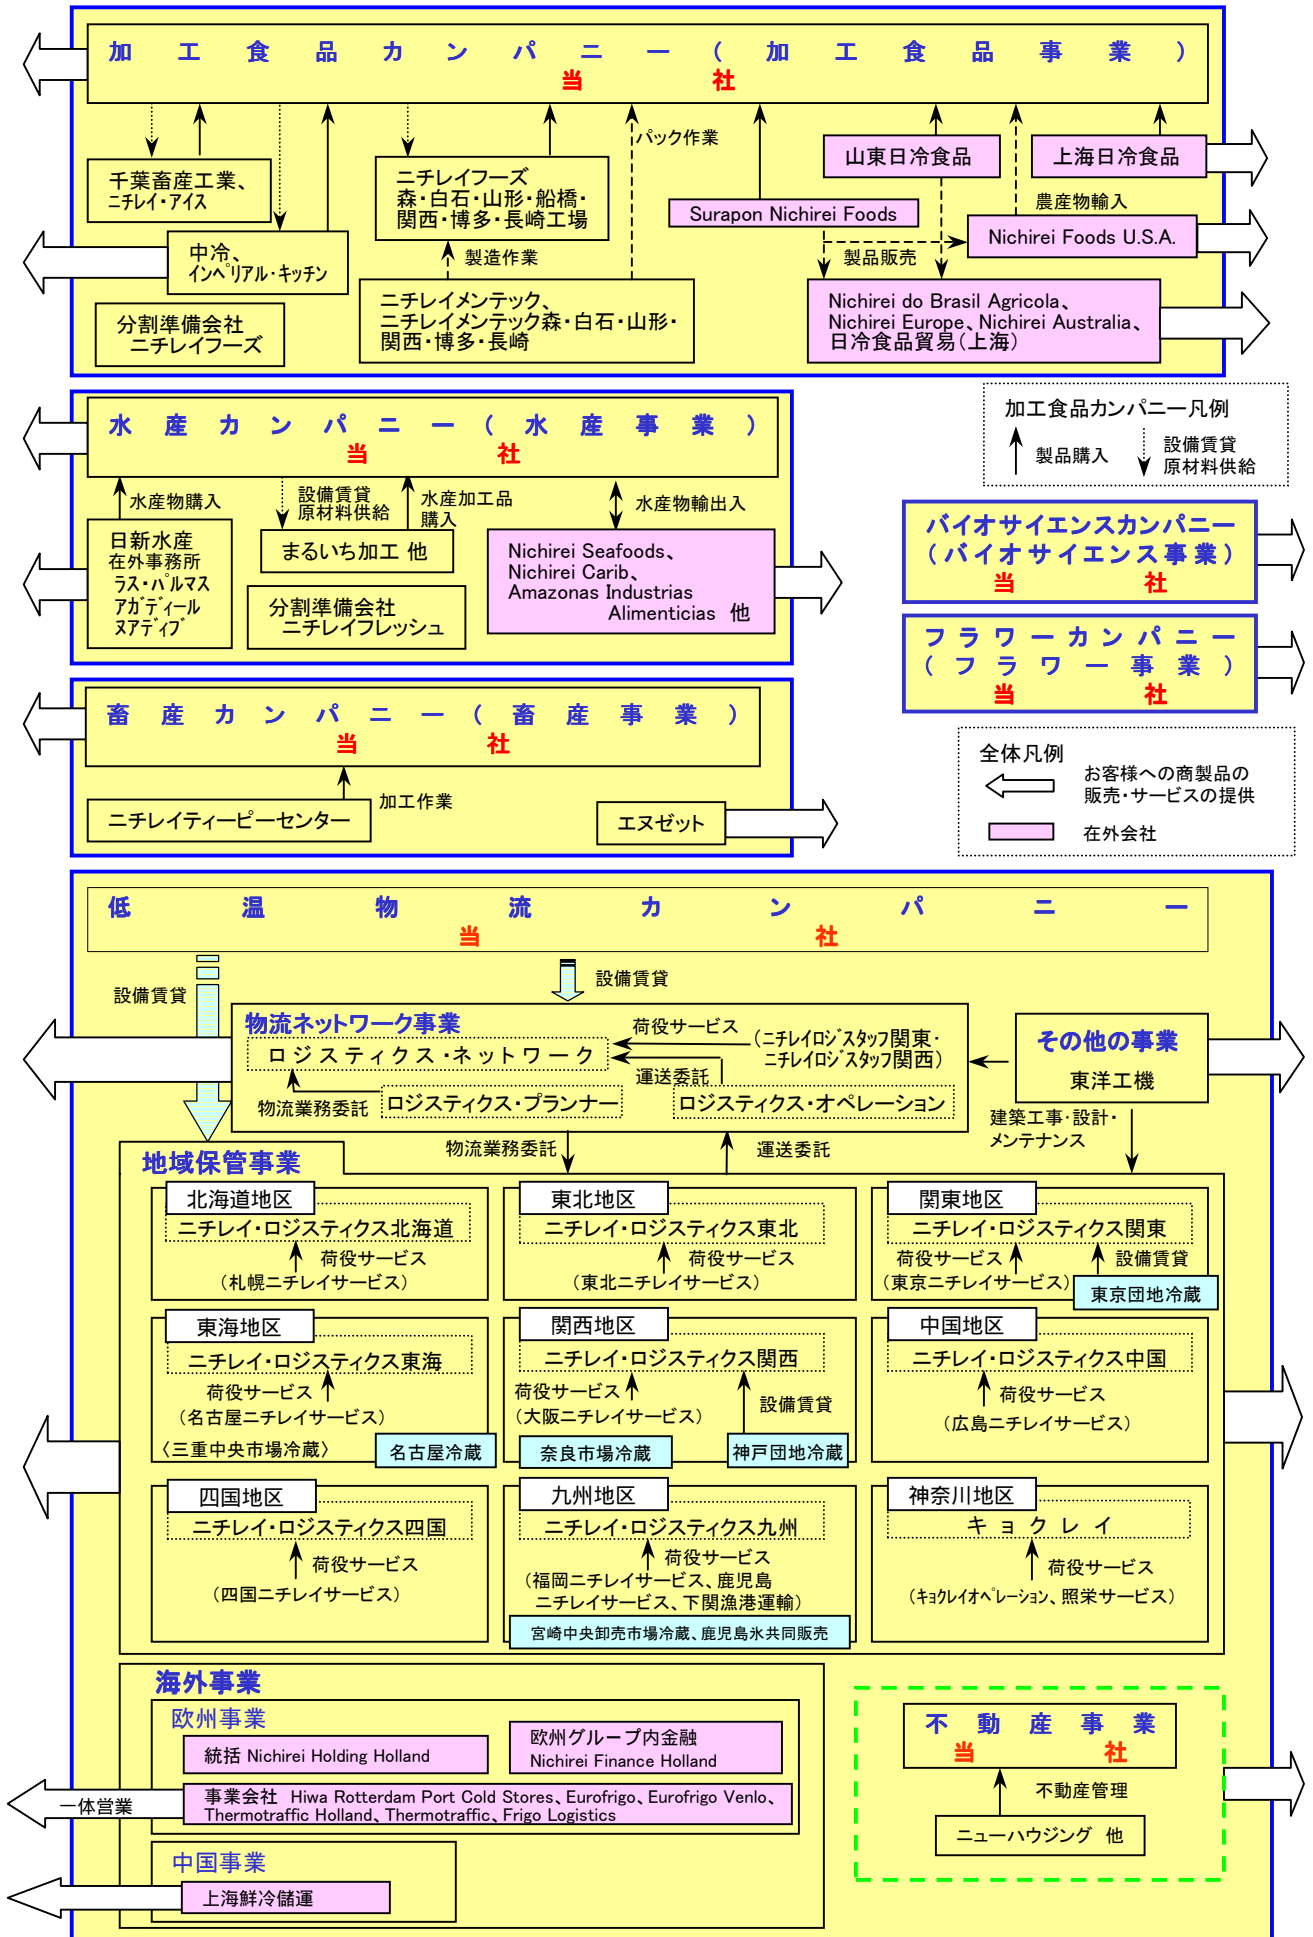 加工食品カンパニー(加工食品事業)
当社
パック作業
千葉畜産工業、
ニチレイ・アイス
ニチレイフーズ
森・白石・山形・船橋・
関西・博多・長崎工場
山東日冷食品
上海日冷食品
Surapon Nichirei Foods
農産物輸入
Nichirei Foods U.S.A.
中冷、
インペリアル・キッチン
製造作業
製品販売
分割準備会社
ニチレイフーズ
ニチレイメンテック、
ニチレイメンテック森・白石・山形・
関西・博多・長崎
Nichirei do Brasil Agricola、
Nichirei Europe、Nichirei Australia、
日冷食品貿易(上海)
加工食品カンパニー凡例
製品購入
設備賃貸
原材料供給
水産カンパニー(水産事業)
当社
水産物購入
設備賃貸
原材料供給
水産加工品
購入
水産物輸出入
日新水産
在外事務所
ラス・パルマス
アガディール
ヌアディブ
まるいち加工 他
分割準備会社
ニチレイフレッシュ
Nichirei Seafoods、
Nichirei Carib、
Amazonas Industrias
Alimenticias 他
バイオサイエンスカンパニー
(バイオサイエンス事業)
当社
フラワーカンパニー
(フラワー事業)
当社
畜産カンパニー(畜産事業)
当社
加工作業
ニチレイティーピーセンター
エヌゼット
全体凡例
お客様への商製品の
販売・サービスの提供
在外会社
低温物流カンパニー
当社
設備賃貸
設備賃貸
物流ネットワーク事業
ロジスティクス・ネットワーク
荷役サービス
(ニチレイロジスタッフ関東・
ニチレイロジスタッフ関西)
運送委託
物流業務委託
ロジスティクス・プランナー
ロジスティクス・オペレーション
その他の事業
東洋工機
建築工事・設計・
メンテナンス
物流業務委託
運送委託
地域保管事業
北海道地区
ニチレイ・ロジスティクス北海道
荷役サービス
(札幌ニチレイサービス)
東北地区
ニチレイ・ロジスティクス東北
荷役サービス
(東北ニチレイサービス)
関東地区
ニチレイ・ロジスティクス関東
荷役サービス
設備賃貸
(東京ニチレイサービス)
東京団地冷蔵
東海地区
ニチレイ・ロジスティクス東海
荷役サービス
(名古屋ニチレイサービス)
〈三重中央市場冷蔵〉
名古屋冷蔵
関西地区
ニチレイ・ロジスティクス関西
荷役サービス
(大阪ニチレイサービス)
設備賃貸
奈良市場冷蔵
神戸団地冷蔵
中国地区
ニチレイ・ロジスティクス中国
荷役サービス
(広島ニチレイサービス)
四国地区
ニチレイ・ロジスティクス四国
荷役サービス
(四国ニチレイサービス)
九州地区
ニチレイ・ロジスティクス九州
荷役サービス
(福岡ニチレイサービス、鹿児島
ニチレイサービス、下関漁港運輸)
宮崎中央卸売市場冷蔵、鹿児島氷共同販売
神奈川地区
キョクレイ
荷役サービス
(キョクレイオペレーション、照栄サービス)
海外事業
欧州事業
統括 Nichirei Holding Holland
欧州グループ内金融
Nichirei Finance Holland
一体営業
事業会社 Hiwa Rotterdam Port Cold Stores、Eurofrigo、Eurofrigo Venlo、
Thermotraffic Holland、Thermotraffic、Frigo Logistics
中国事業
上海鮮冷儲運
不動産事業
当社
不動産管理
ニューハウジング 他